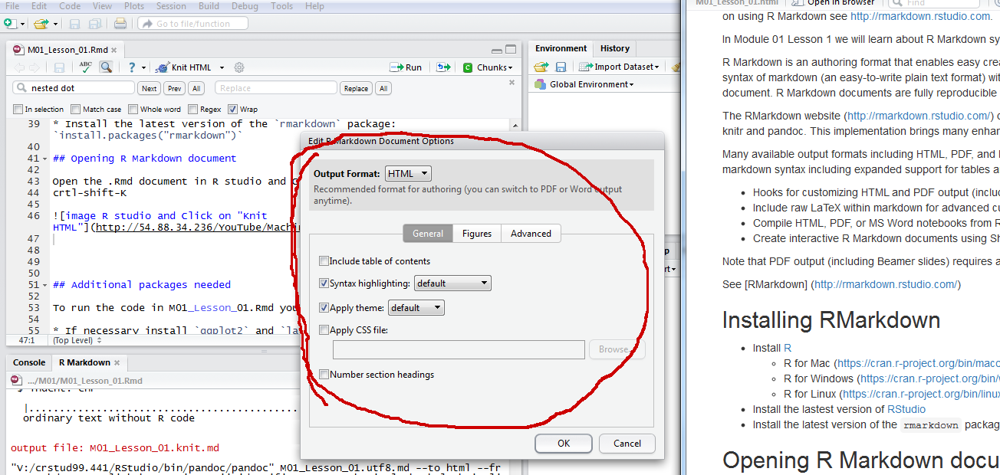 File Edit Code View Plots Session Build Debug Tools Help
Go to file/function
M01_Lesson_01.Rmd
ABC
Knit HTML
Run
Chunks
nested dot
Next Prev All
Replace
Replace All
In selection Match case Whole word Regex Wrap
39 * Install the latest version of the `rmarkdown` package:
`install.packages("rmarkdown")`
40
41 ## Opening R Markdown document
42
43 Open the .Rmd document in R studio and
44 crtl-Shift-K
45
46 ![image R studio and Click on "Knit
HTML"](http://54.88.34.236/YouTube/Machi
47
48
49
50
51 ## Additional packages needed
52
53 To run the code in M01_Lesson_01.Rmd you
54
55 * If necessary install `ggplot2` and `la
47:1 (Top Level)
Console R Markdown
.../M01/M01_Lesson_01.Rmd
|......................................
ordinary text without R code
output file: M01_Lesson_01.knit.md
"V:/crstud99.441/RStudio/bin/pandoc/pandoc" M01_Lesson_01.utf8.md --to html --fr
Edit R Markdown Document Options
Output Format: HTML
Recommended format for authoring (you can switch to PDF or Word output
anytime).
General Figures Advanced
Include table of contents
Syntax highlighting: default
Apply theme: default
Apply CSS file:
Browse...
Number section headings
OK Cancel
Environment History
Import Dataset
Global Environment
M01_Lesson_01.html Open in Browser Find
on using R Markdown see http://rmarkdown.rstudio.com.
In Module 01 Lesson 1 we will learn about R Markdown sy
R Markdown is an authoring format that enables easy crea
syntax of markdown (an easy-to-write plain text format) wit
document. R Markdown documents are fully reproducible
The RMarkdown website (http://rmarkdown.rstudio.com/)
knitr and pandoc. This implementation brings many enhan
Many available output formats including HTML, PDF, and
markdown syntax including expanded support for tables a
Hooks for customizing HTML and PDF output (inclu
Include raw LaTeX within markdown for advanced cu
Compile HTML, PDF, or MS Word notebooks from R
Create interactive R Markdown documents using Sh
Note that PDF output (including Beamer slides) requires a
See [RMarkdown] (http://rmarkdown.rstudio.com/)
Installing RMarkdown
Install R
R for Mac (https://cran.r-project.org/bin/maco
R for Windows (https://cran.r-project.org/bin/
R for Linux (https://cran.r-project.org/bin/linux
Install the lastest version of RStudio
Install the latest version of the rmarkdown packag
Opening R Markdown docu